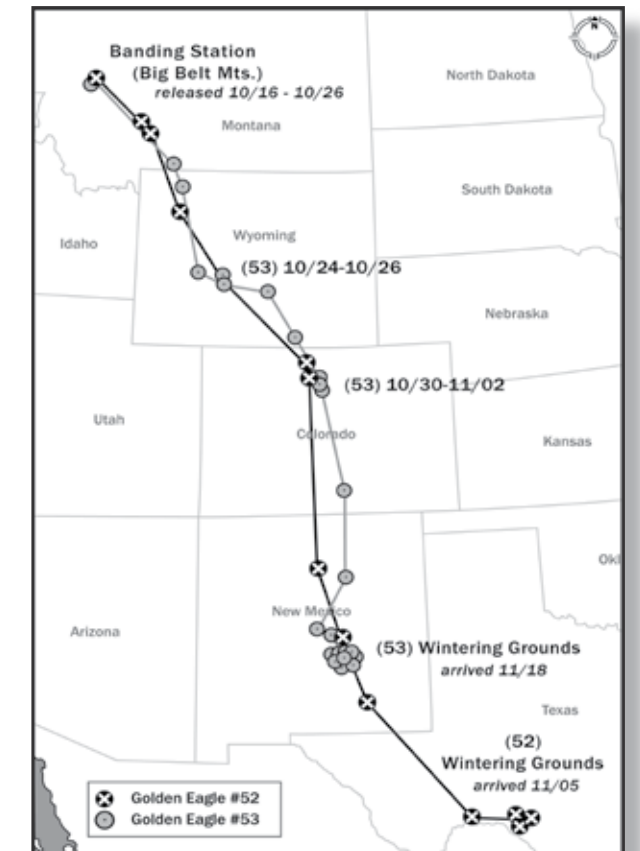 N
Banding Station
(Big Belt Mts.)
released 10/16 - 10/26
North Dakota
Montana
South Dakota
Idaho
Wyoming
(53) 10/24-10/26
Nebraska
(53) 10/30-11/02
Utah
Colorado
Kansas
Okl
New Mexico
Arizona
(53) Wintering Grounds
arrived 11/18
Texas
(52)
Wintering Grounds
arrived 11/05
Golden Eagle #52
Golden Eagle #53